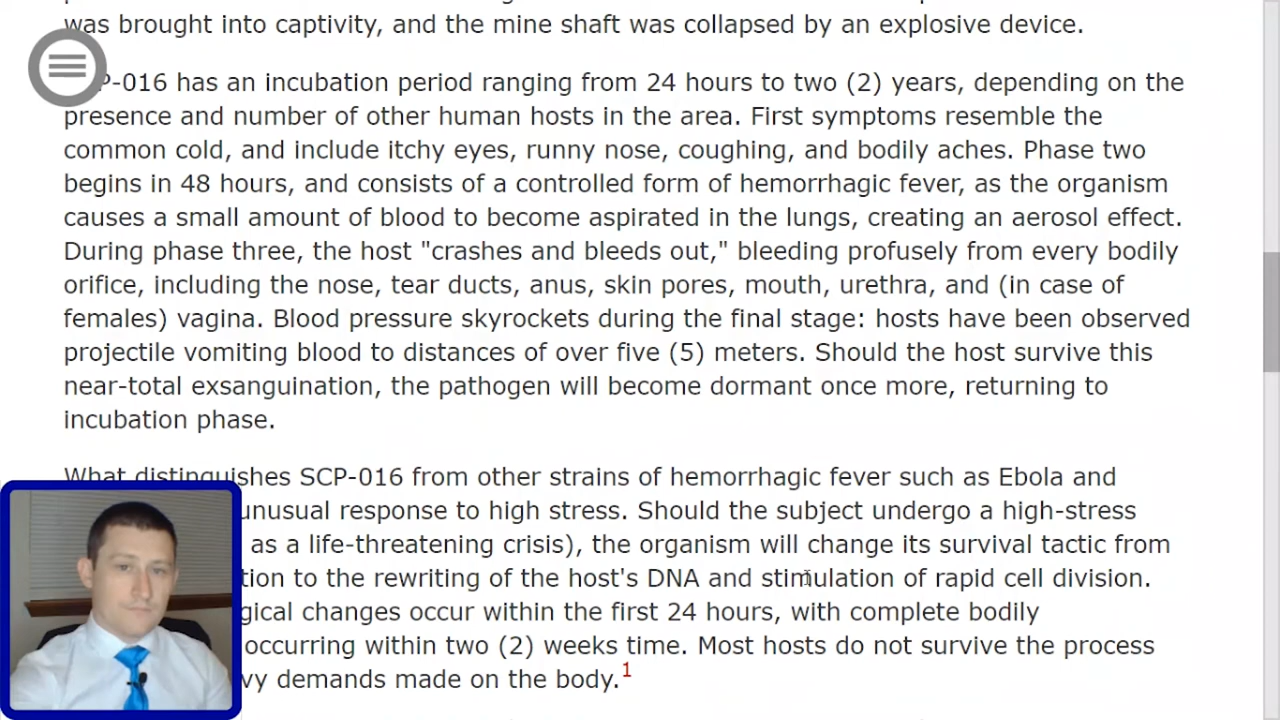 was brought into captivity, and the mine shaft was collapsed by an explosive device.
P-016 has an incubation period ranging from 24 hours to two (2) years, depending on the
presence and number of other human hosts in the area. First symptoms resemble the
common cold, and include itchy eyes, runny nose, coughing, and bodily aches. Phase two
begins in 48 hours, and consists of a controlled form of hemorrhagic fever, as the organism
causes a small amount of blood to become aspirated in the lungs, creating an aerosol effect.
During phase three, the host "crashes and bleeds out," bleeding profusely from every bodily
orifice, including the nose, tear ducts, anus, skin pores, mouth, urethra, and (in case of
females) vagina. Blood pressure skyrockets during the final stage: hosts have been observed
projectile vomiting blood to distances of over five (5) meters. Should the host survive this
near-total exsanguination, the pathogen will become dormant once more, returning to
incubation phase.
What distinguishes SCP-016 from other strains of hemorrhagic fever such as Ebola and
unusual response to high stress. Should the subject undergo a high-stress
as a life-threatening crisis), the organism will change its survival tactic from
tion to the rewriting of the host's DNA and stimulation of rapid cell division.
gical changes occur within the first 24 hours, with complete bodily
occurring within two (2) weeks time. Most hosts do not survive the process
vy demands made on the body.1